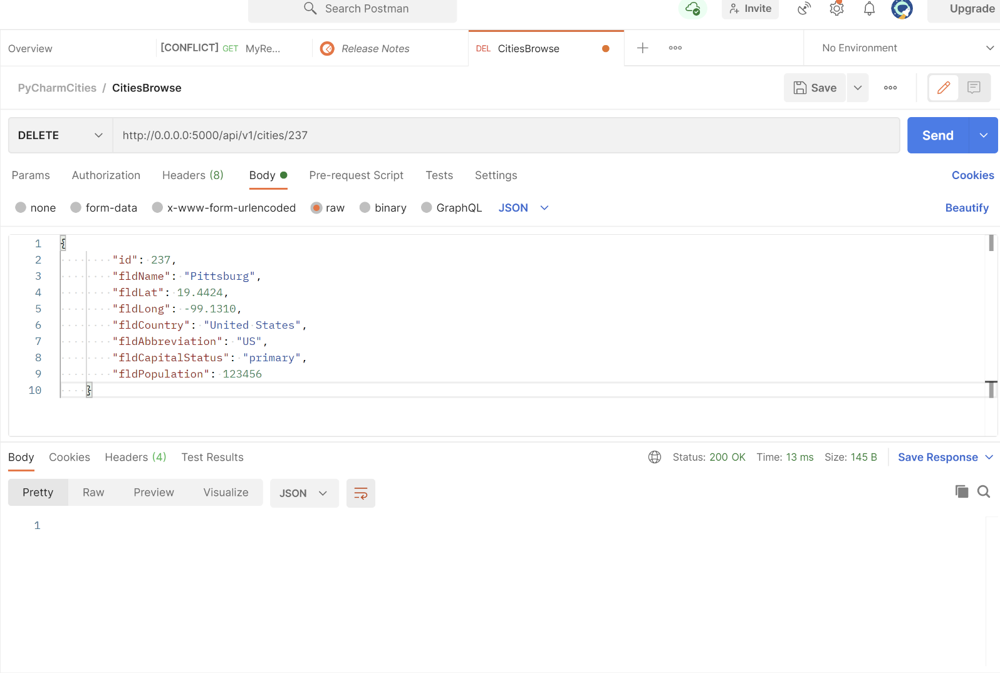 Search Postman
Invite
Upgrade
Overview
[CONFLICT] GET MyRe...
Release Notes
DEL CitiesBrowse
No Environment
PyCharmCities / CitiesBrowse
Save
DELETE
http://0.0.0.0:5000/api/v1/cities/237
Send
Params Authorization Headers (8) Body Pre-request Script Tests Settings Cookies
none form-data x-www-form-urlencoded raw binary GraphQL JSON Beautify
1 {
2 "id": 237,
3 "fldName": "Pittsburg",
4 "fldLat": 19.4424,
5 "fldLong": -99.1310,
6 "fldCountry": "United States",
7 "fldAbbreviation": "US",
8 "fldCapitalStatus": "primary",
9 "fldPopulation": 123456
10 }
Body Cookies Headers (4) Test Results Status: 200 OK Time: 13 ms Size: 145 B Save Response
Pretty Raw Preview Visualize JSON
1